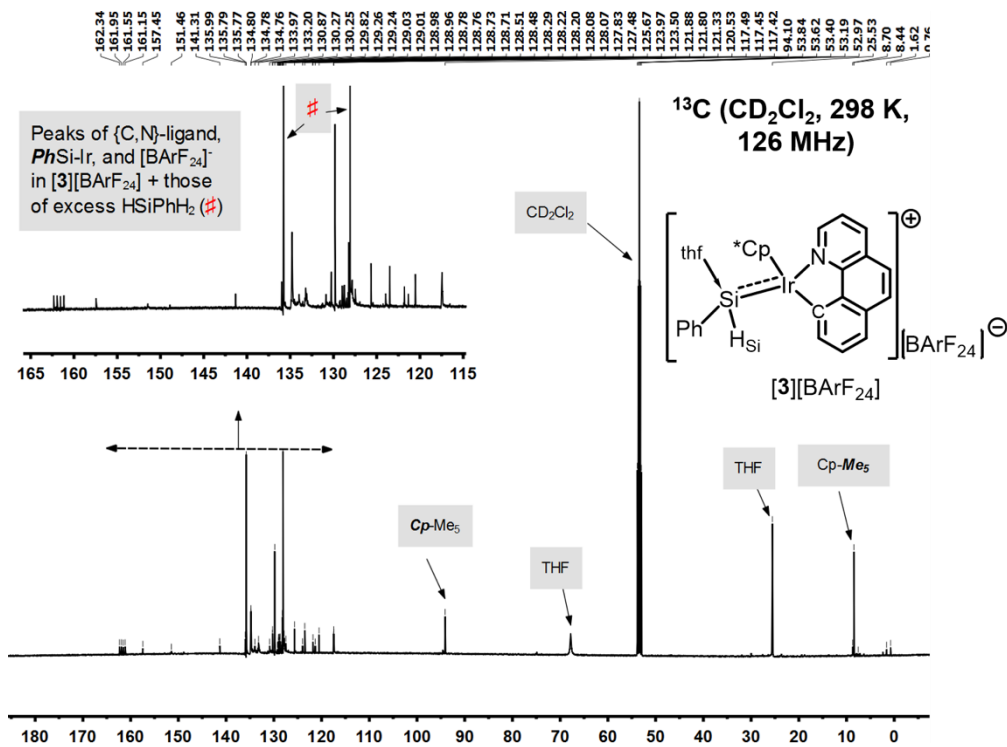 162.34
161.95
161.55
161.15
157.45
151.46
141.31
135.99
135.79
135.77
134.80
134.78
134.76
133.97
133.20
130.87
130.27
130.25
129.82
129.26
129.24
129.03
129.01
128.98
128.96
128.78
128.76
128.73
128.71
128.51
128.48
128.29
128.22
128.20
128.08
128.07
127.83
127.48
125.67
123.97
123.50
121.88
121.80
121.33
120.53
117.49
117.45
117.42
94.10
53.84
53.62
53.40
53.19
52.97
25.53
8.70
8.44
1.62
0.76
Peaks of {C,N}-ligand,
PhSi-Ir, and [BArF₂₄]⁻
in [3][BArF₂₄] + those
of excess HSiPhH₂ (♯)
♯
¹³C (CD₂Cl₂, 298 K,
126 MHz)
CD₂Cl₂
thf
*Cp
N
Si
Ir
C
Ph
H_Si
⊕
[BArF₂₄]
⊖
[3][BArF₂₄]
165 160 155 150 145 140 135 130 125 120 115
Cp-Me₅
THF
THF
Cp-Me₅
180 170 160 150 140 130 120 110 100 90 80 70 60 50 40 30 20 10 0